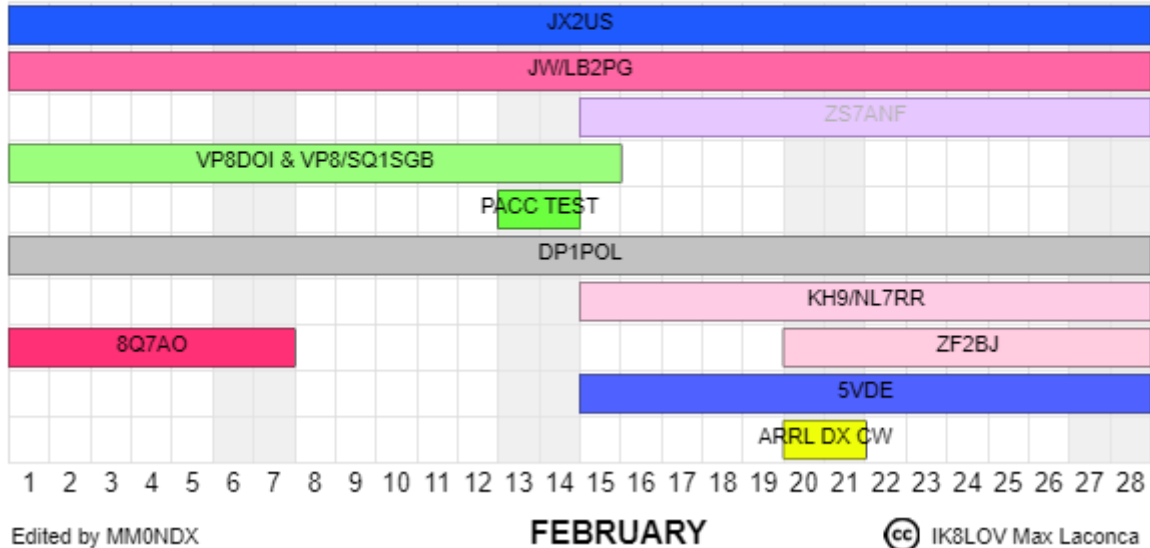 JX2US
JW/LB2PG
ZS7ANF
VP8DOI & VP8/SQ1SGB
PACC TEST
DP1POL
KH9/NL7RR
8Q7AO ZF2BJ
5VDE
ARRL DX CW
1 2 3 4 5 6 7 8 9 10 11 12 13 14 15 16 17 18 19 20 21 22 23 24 25 26 27 28
Edited by MM0NDX FEBRUARY cc IK8LOV Max Laconca